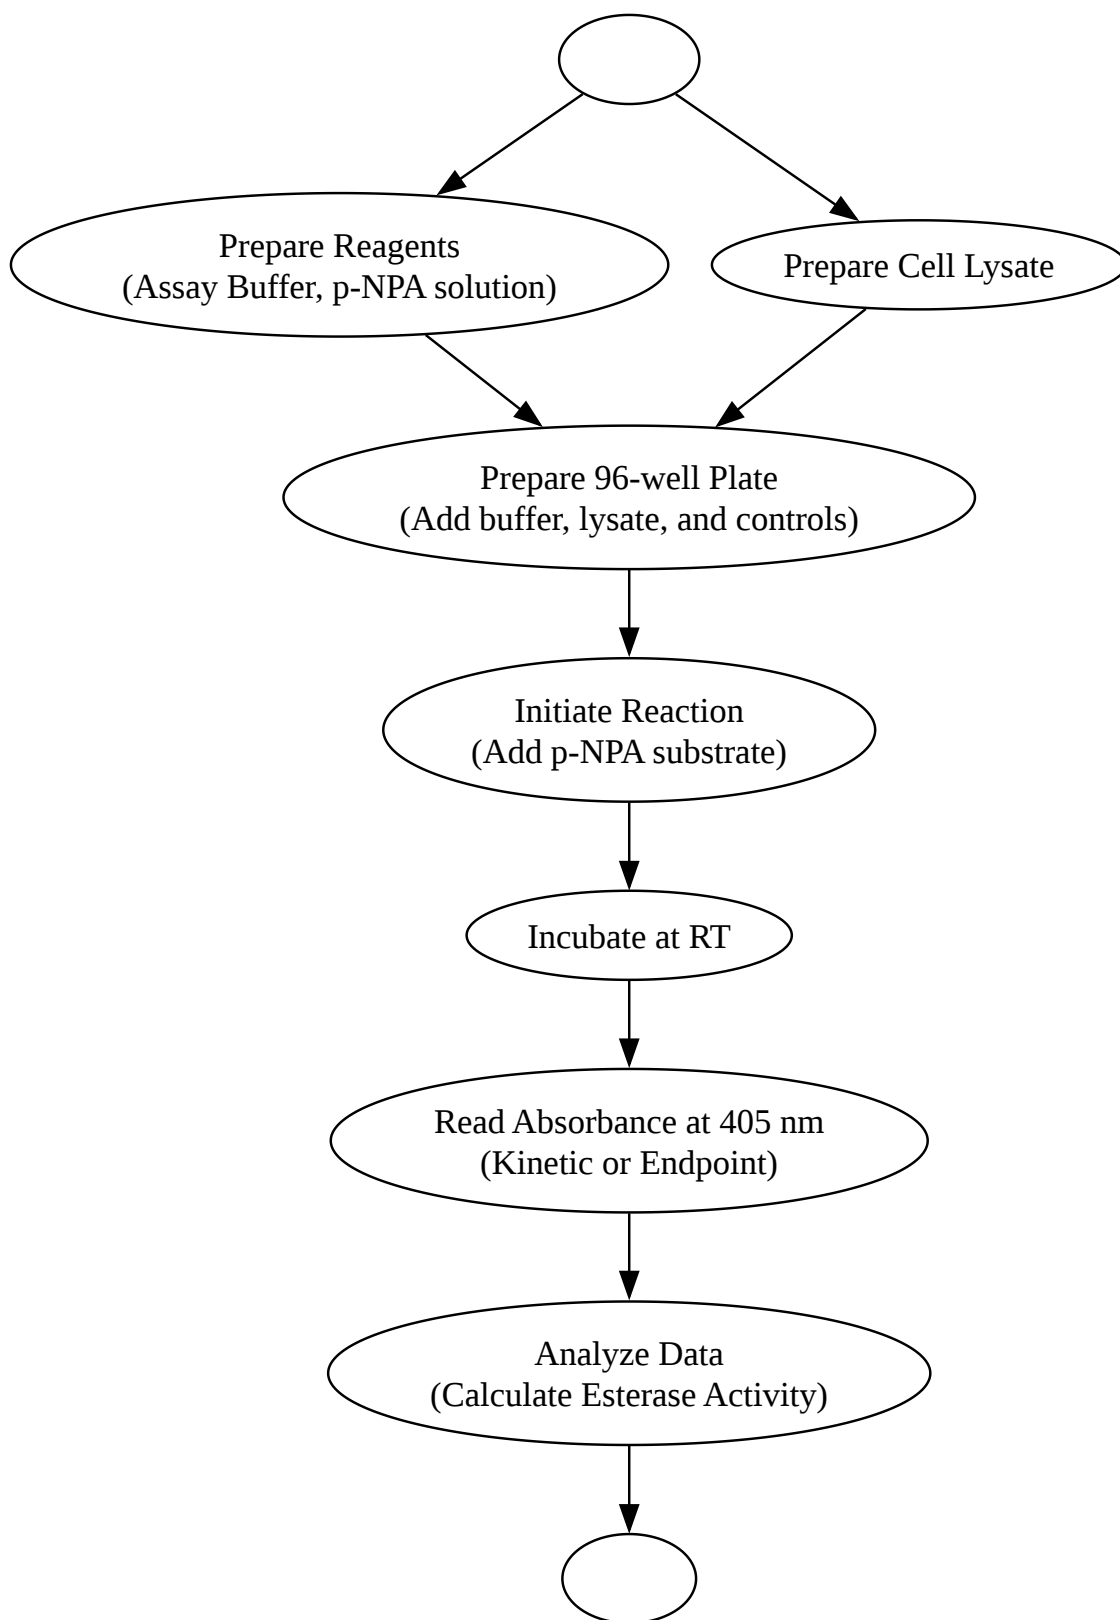 Prepare Reagents
(Assay Buffer, p-NPA solution)
Prepare Cell Lysate
Prepare 96-well Plate
(Add buffer, lysate, and controls)
Initiate Reaction
(Add p-NPA substrate)
Incubate at RT
Read Absorbance at 405 nm
(Kinetic or Endpoint)
Analyze Data
(Calculate Esterase Activity)